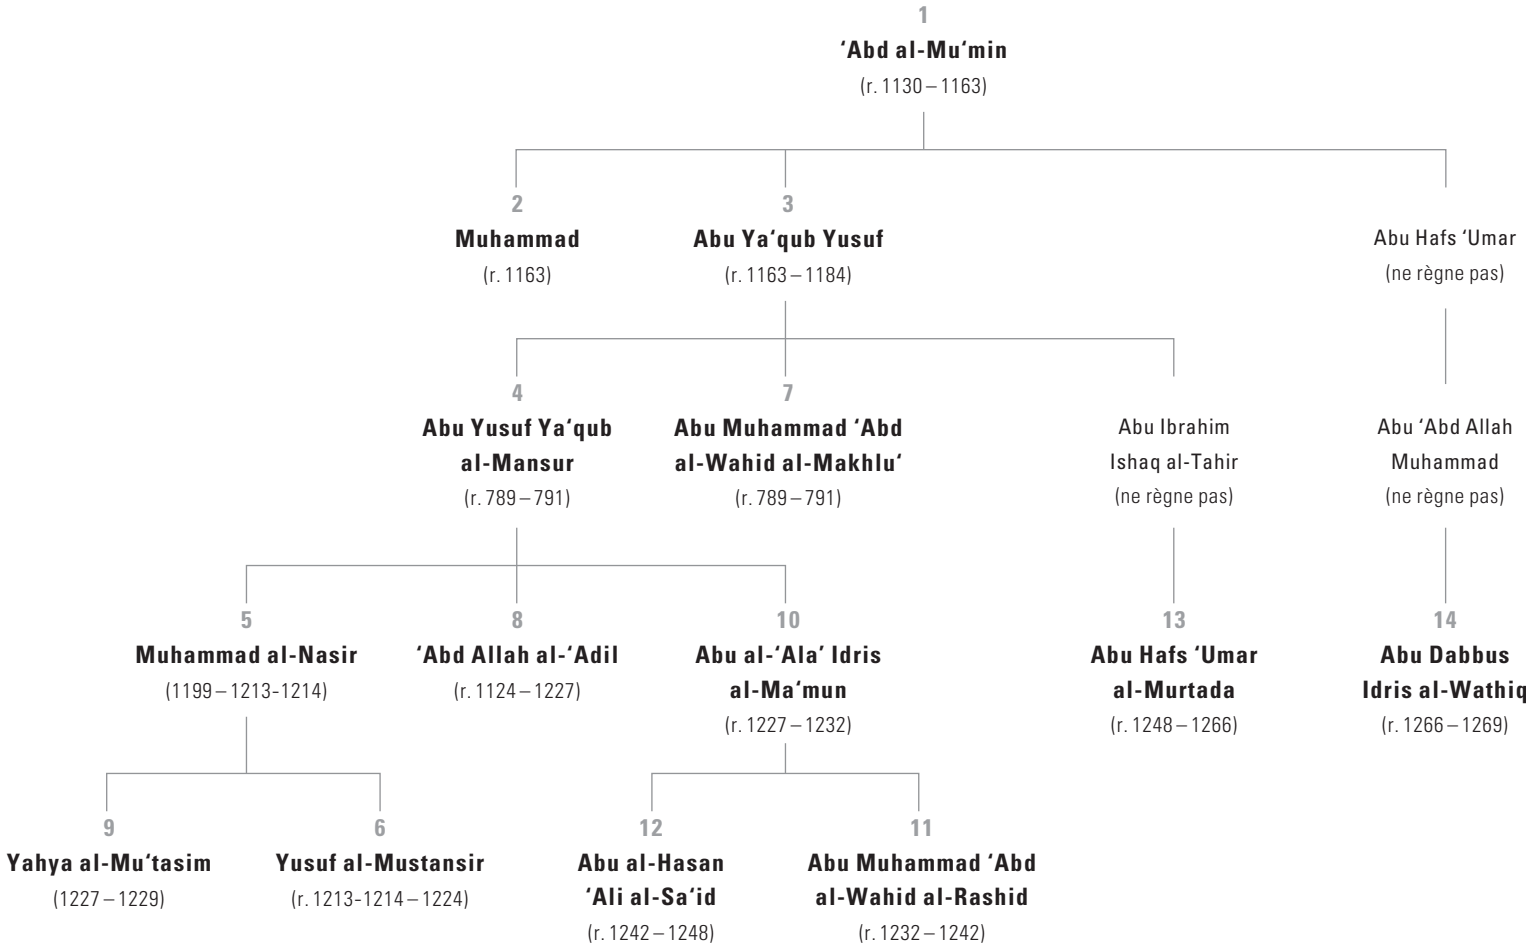 1
‘Abd al-Mu‘min
(r. 1130 – 1163)
2
Muhammad
(r. 1163)
3
Abu Ya‘qub Yusuf
(r. 1163 – 1184)
Abu Hafs ‘Umar
(ne règne pas)
4
Abu Yusuf Ya‘qub
al-Mansur
(r. 789 – 791)
7
Abu Muhammad ‘Abd
al-Wahid al-Makhlu‘
(r. 789 – 791)
Abu Ibrahim
Ishaq al-Tahir
(ne règne pas)
Abu ‘Abd Allah
Muhammad
(ne règne pas)
5
Muhammad al-Nasir
(1199 – 1213-1214)
8
‘Abd Allah al-‘Adil
(r. 1124 – 1227)
10
Abu al-‘Ala’ Idris
al-Ma‘mun
(r. 1227 – 1232)
13
Abu Hafs ‘Umar
al-Murtada
(r. 1248 – 1266)
14
Abu Dabbus
Idris al-Wathiq
(r. 1266 – 1269)
9
Yahya al-Mu‘tasim
(1227 – 1229)
6
Yusuf al-Mustansir
(r. 1213-1214 – 1224)
12
Abu al-Hasan
‘Ali al-Sa‘id
(r. 1242 – 1248)
11
Abu Muhammad ‘Abd
al-Wahid al-Rashid
(r. 1232 – 1242)